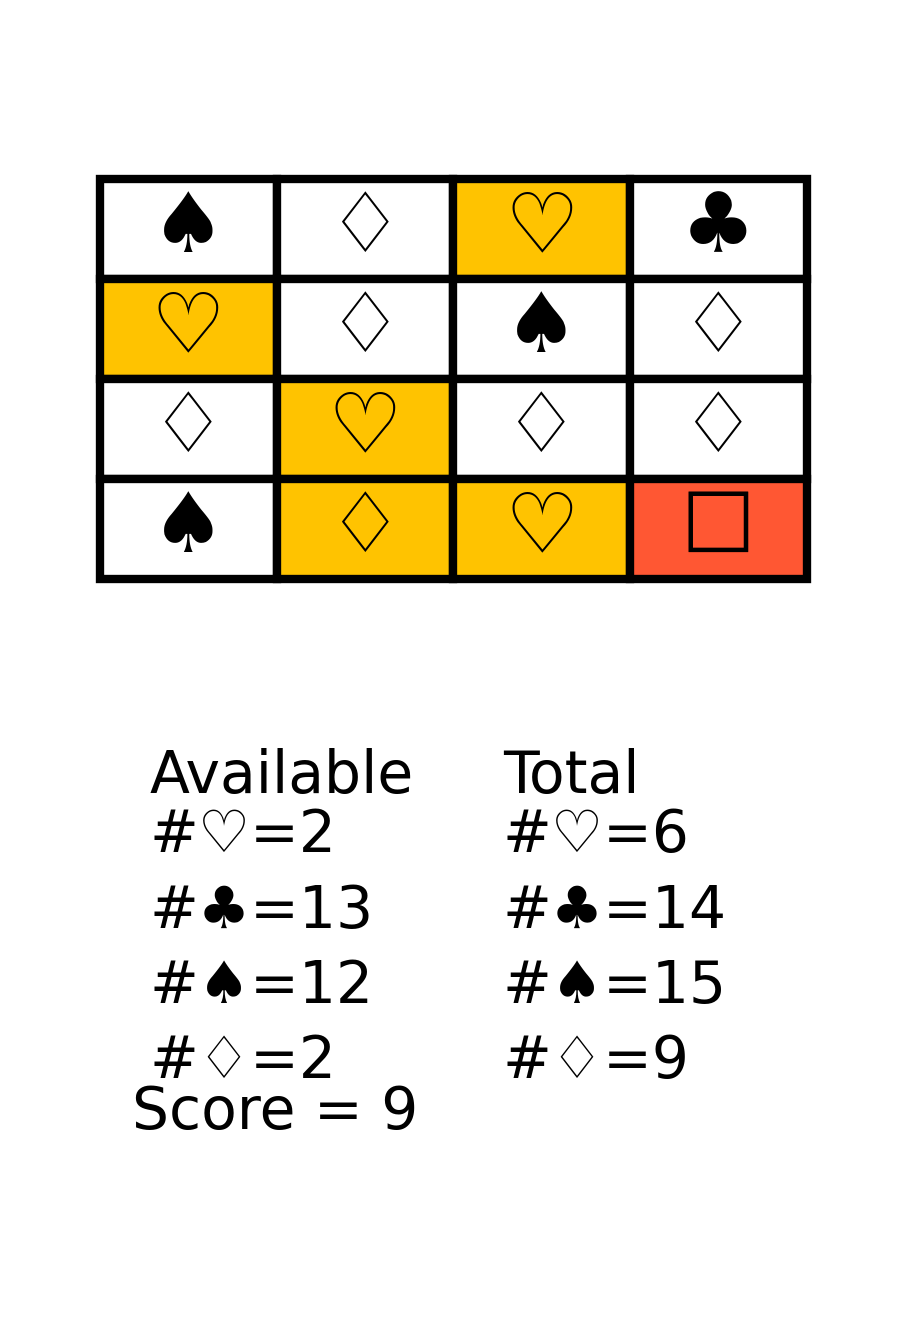 ♠ ♢ ♡ ♣
♡ ♢ ♠ ♢
♢ ♡ ♢ ♢
♠ ♢ ♡ □
Available Total
#♡=2 #♡=6
#♣=13 #♣=14
#♠=12 #♠=15
#♢=2 #♢=9
Score = 9